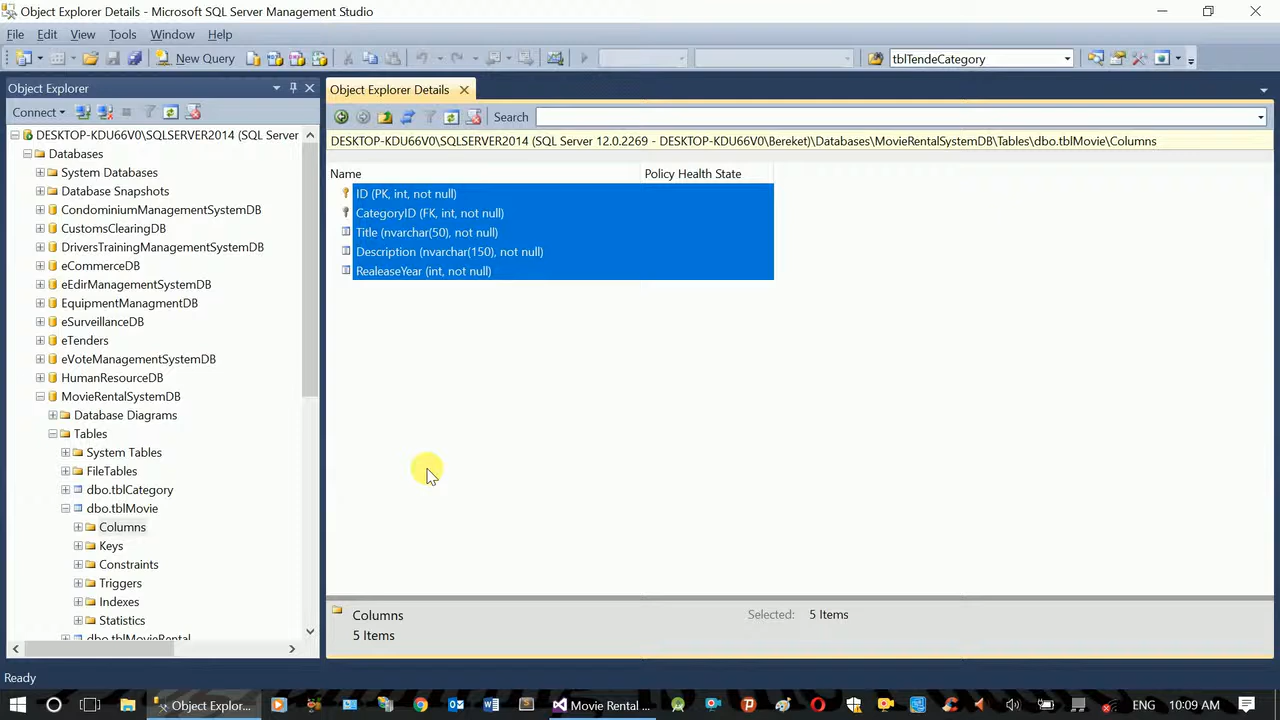 Object Explorer Details - Microsoft SQL Server Management Studio
File Edit View Tools Window Help
New Query tblTendeCategory
Object Explorer
Connect
DESKTOP-KDU66V0\SQLSERVER2014 (SQL Server
Databases
System Databases
Database Snapshots
CondominiumManagementSystemDB
CustomsClearingDB
DriversTrainingManagementSystemDB
eCommerceDB
eEdirManagementSystemDB
EquipmentManagmentDB
eSurveillanceDB
eTenders
eVoteManagementSystemDB
HumanResourceDB
MovieRentalSystemDB
Database Diagrams
Tables
System Tables
FileTables
dbo.tblCategory
dbo.tblMovie
Columns
Keys
Constraints
Triggers
Indexes
Statistics
dbo.tblMovieRental
Object Explorer Details
Search
DESKTOP-KDU66V0\SQLSERVER2014 (SQL Server 12.0.2269 - DESKTOP-KDU66V0\Bereket)\Databases\MovieRentalSystemDB\Tables\dbo.tblMovie\Columns
Name Policy Health State
ID (PK, int, not null)
CategoryID (FK, int, not null)
Title (nvarchar(50), not null)
Description (nvarchar(150), not null)
RealeaseYear (int, not null)
Columns Selected: 5 Items
5 Items
Ready
Object Explor... Movie Rental ... ENG 10:09 AM